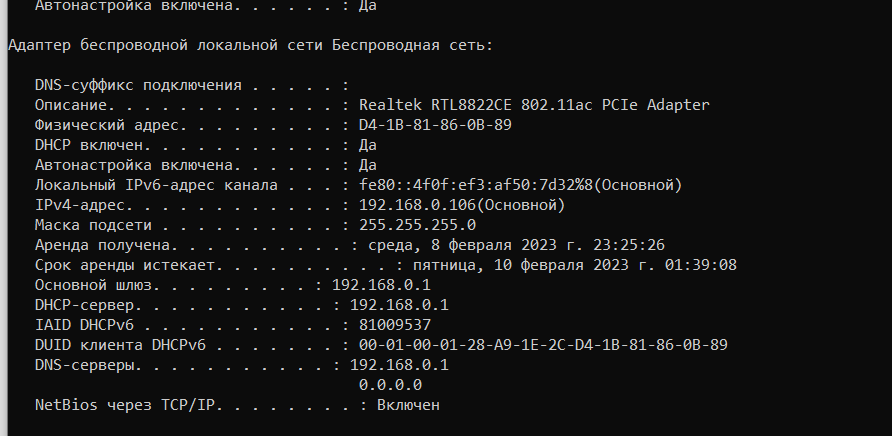 Автонастройка включена. . . . . . : Да
Адаптер беспроводной локальной сети Беспроводная сеть:
DNS-суффикс подключения . . . . . :
Описание. . . . . . . . . . . . . : Realtek RTL8822CE 802.11ac PCIe Adapter
Физический адрес. . . . . . . . . : D4-1B-81-86-0B-89
DHCP включен. . . . . . . . . . . : Да
Автонастройка включена. . . . . . : Да
Локальный IPv6-адрес канала . . . : fe80::4f0f:ef3:af50:7d32%8(Основной)
IPv4-адрес. . . . . . . . . . . . : 192.168.0.106(Основной)
Маска подсети . . . . . . . . . . : 255.255.255.0
Аренда получена. . . . . . . . . . : среда, 8 февраля 2023 г. 23:25:26
Срок аренды истекает. . . . . . . . . . : пятница, 10 февраля 2023 г. 01:39:08
Основной шлюз. . . . . . . . . : 192.168.0.1
DHCP-сервер. . . . . . . . . . . : 192.168.0.1
IAID DHCPv6 . . . . . . . . . . . : 81009537
DUID клиента DHCPv6 . . . . . . . : 00-01-00-01-28-A9-1E-2C-D4-1B-81-86-0B-89
DNS-серверы. . . . . . . . . . . : 192.168.0.1
0.0.0.0
NetBios через TCP/IP. . . . . . . . : Включен